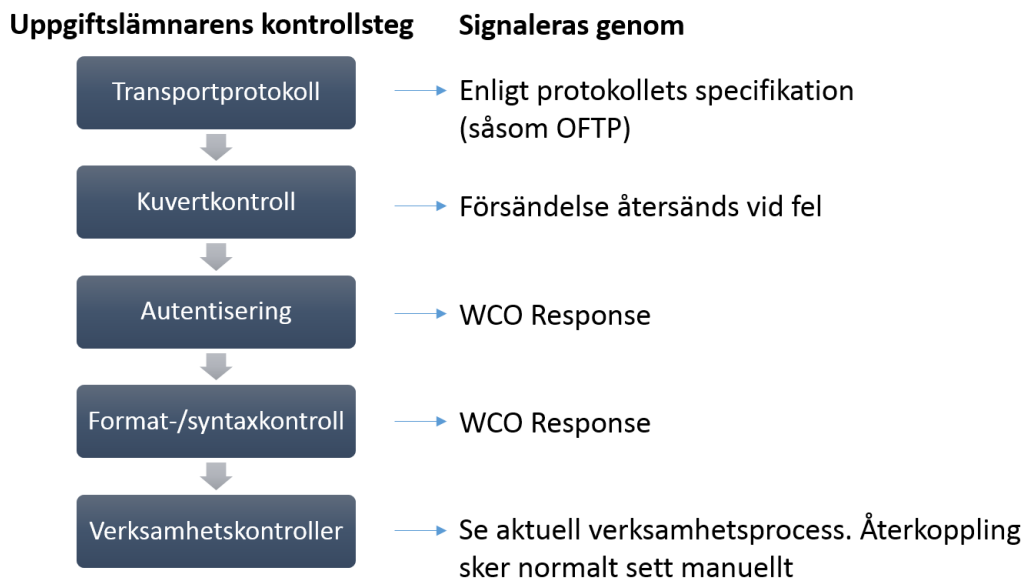 Uppgiftslämnarens kontrollsteg
Signaleras genom
Transportprotokoll
Enligt protokollets specifikation
(såsom OFTP)
Kuvertkontroll
Försändelse återsänds vid fel
Autentisering
WCO Response
Format-/syntaxkontroll
WCO Response
Verksamhetskontroller
Se aktuell verksamhetsprocess. Återkoppling
sker normalt sett manuellt